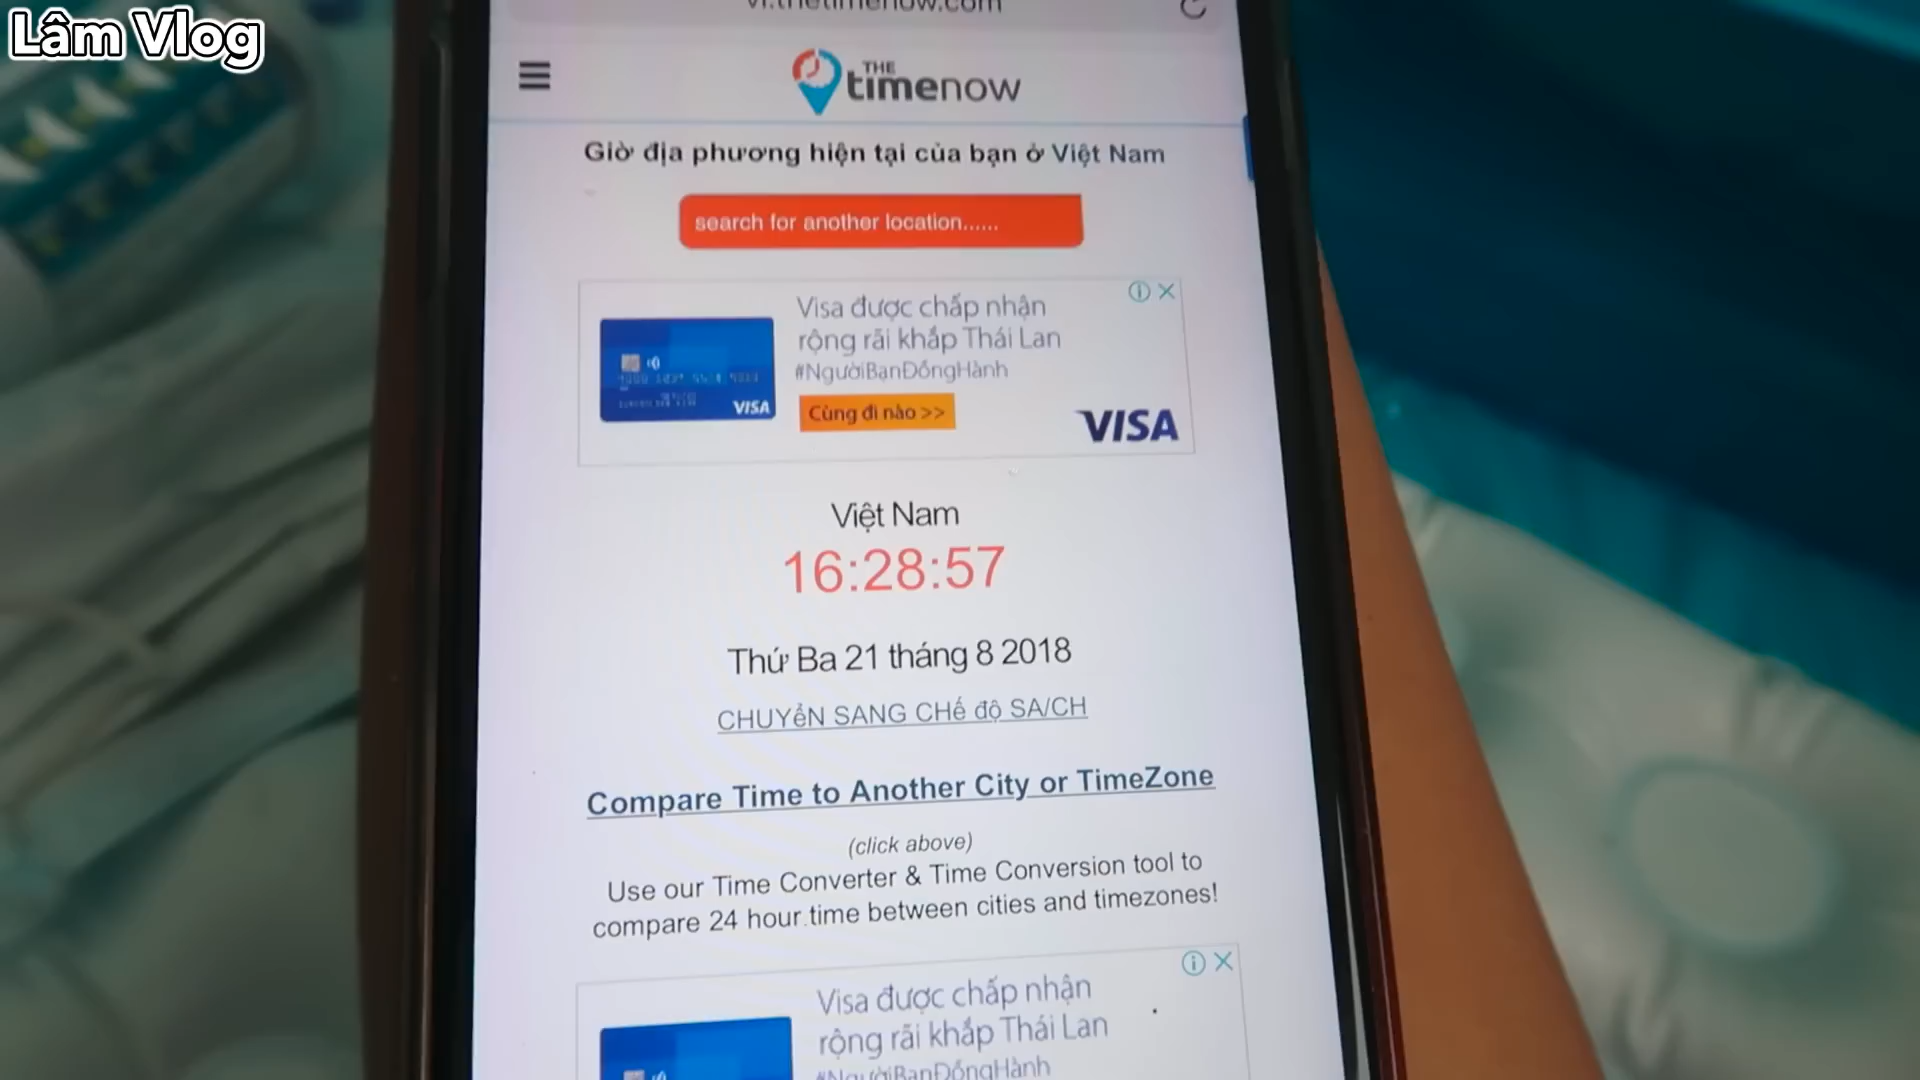 Lâm Vlog
vi.thetimenow.com
THE
timenow
Giờ địa phương hiện tại của bạn ở Việt Nam
search for another location......
Visa được chấp nhận
rộng rãi khắp Thái Lan
#NgườiBạnĐồngHành
Cùng đi nào >>
VISA
VISA
Việt Nam
16:28:57
Thứ Ba 21 tháng 8 2018
CHUYểN SANG CHế độ SA/CH
Compare Time to Another City or TimeZone
(click above)
Use our Time Converter & Time Conversion tool to
compare 24 hour time between cities and timezones!
Visa được chấp nhận
rộng rãi khắp Thái Lan
#NgườiBạnĐồngHành